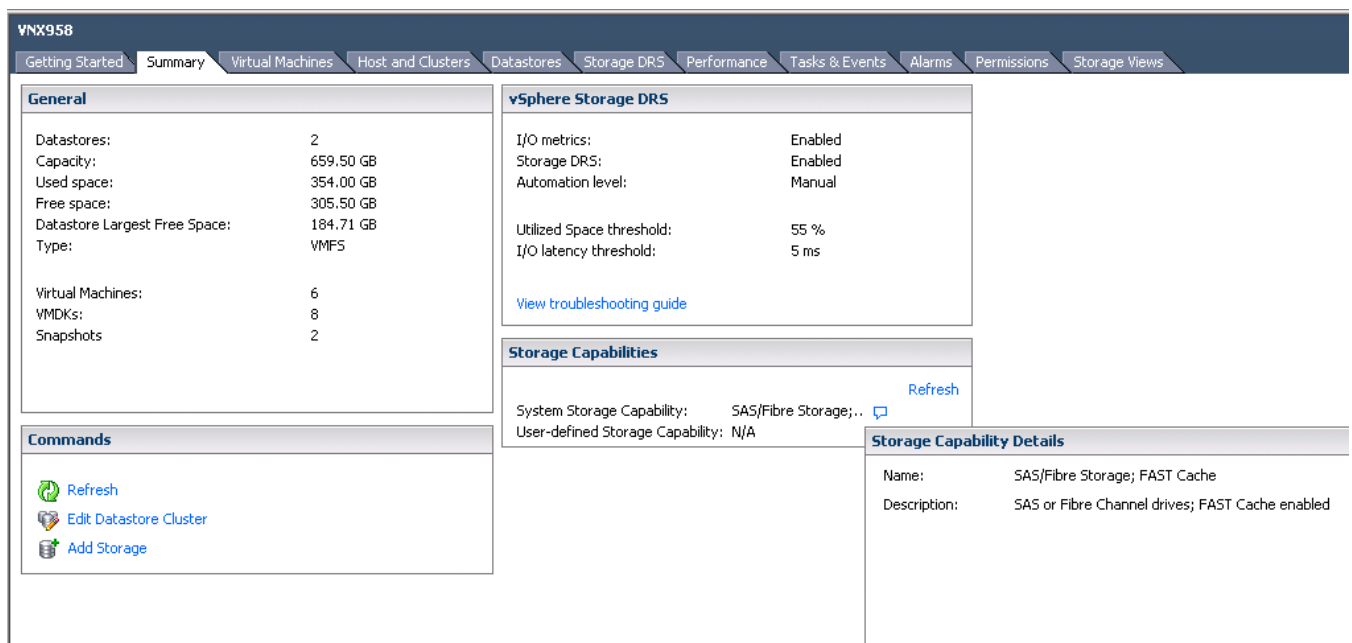 VNX958
Getting Started Summary Virtual Machines Host and Clusters Datastores Storage DRS Performance Tasks & Events Alarms Permissions Storage Views
General
Datastores: 2
Capacity: 659.50 GB
Used space: 354.00 GB
Free space: 305.50 GB
Datastore Largest Free Space: 184.71 GB
Type: VMFS
Virtual Machines: 6
VMDKs: 8
Snapshots 2
Commands
Refresh
Edit Datastore Cluster
Add Storage
vSphere Storage DRS
I/O metrics: Enabled
Storage DRS: Enabled
Automation level: Manual
Utilized Space threshold: 55 %
I/O latency threshold: 5 ms
View troubleshooting guide
Storage Capabilities
Refresh
System Storage Capability: SAS/Fibre Storage;..
User-defined Storage Capability: N/A
Storage Capability Details
Name: SAS/Fibre Storage; FAST Cache
Description: SAS or Fibre Channel drives; FAST Cache enabled